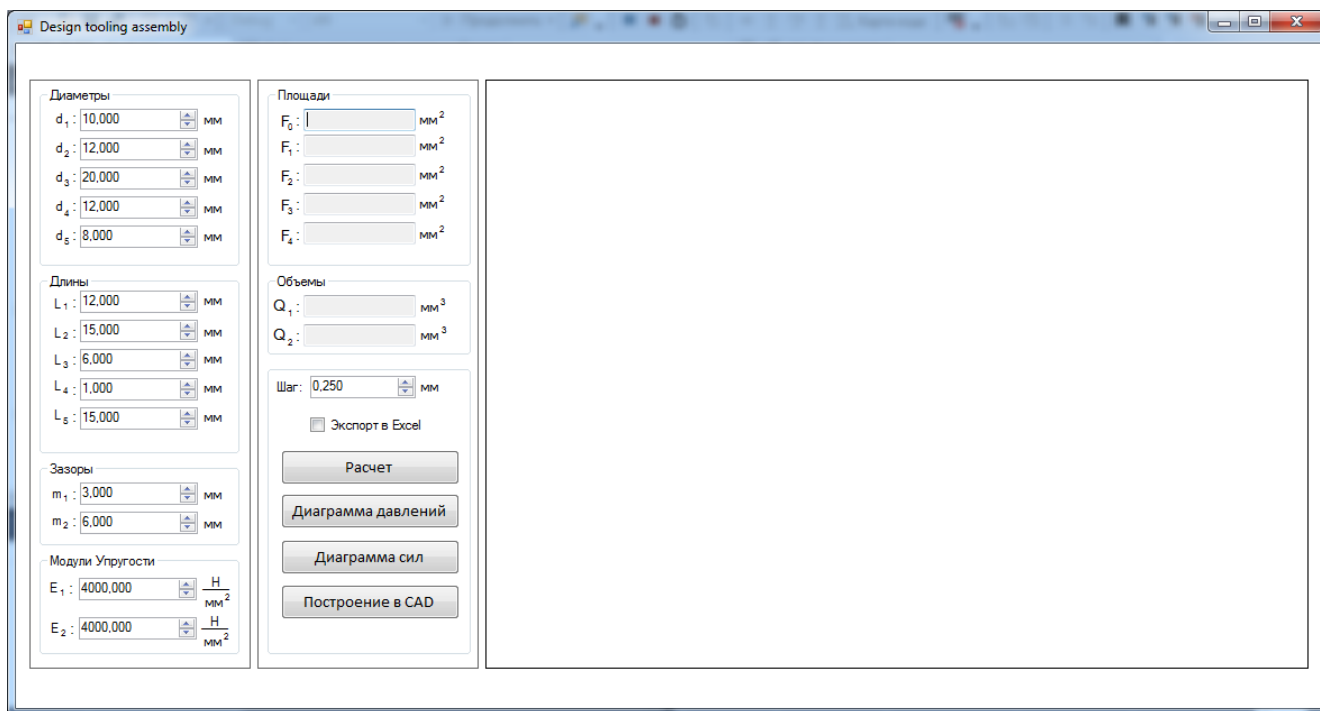 Design tooling assembly
Диаметры
d₁ : 10,000 мм
d₂ : 12,000 мм
d₃ : 20,000 мм
d₄ : 12,000 мм
d₅ : 8,000 мм
Длины
L₁ : 12,000 мм
L₂ : 15,000 мм
L₃ : 6,000 мм
L₄ : 1,000 мм
L₅ : 15,000 мм
Зазоры
m₁ : 3,000 мм
m₂ : 6,000 мм
Модули Упругости
E₁ : 4000,000 Н/мм²
E₂ : 4000,000 Н/мм²
Площади
F₀ : мм²
F₁ : мм²
F₂ : мм²
F₃ : мм²
F₄ : мм²
Объемы
Q₁ : мм³
Q₂ : мм³
Шаг: 0,250 мм
Экспорт в Excel
Расчет
Диаграмма давлений
Диаграмма сил
Построение в CAD